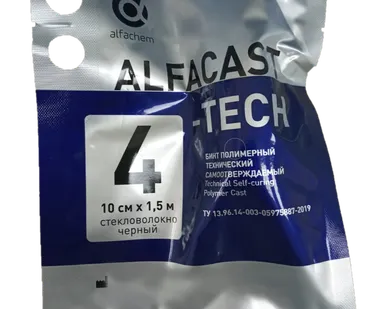 alfachem
ALFACAST
-TECH
4+
10 см x 1,5 м
стекловолокно
черный
БИНТ ПОЛИМЕРНЫЙ
ТЕХНИЧЕСКИЙ
САМООТВЕРЖДАЕМЫЙ
Technical Self-curing
Polymer Cast
ТУ 13.96.14-003-05975887-2019